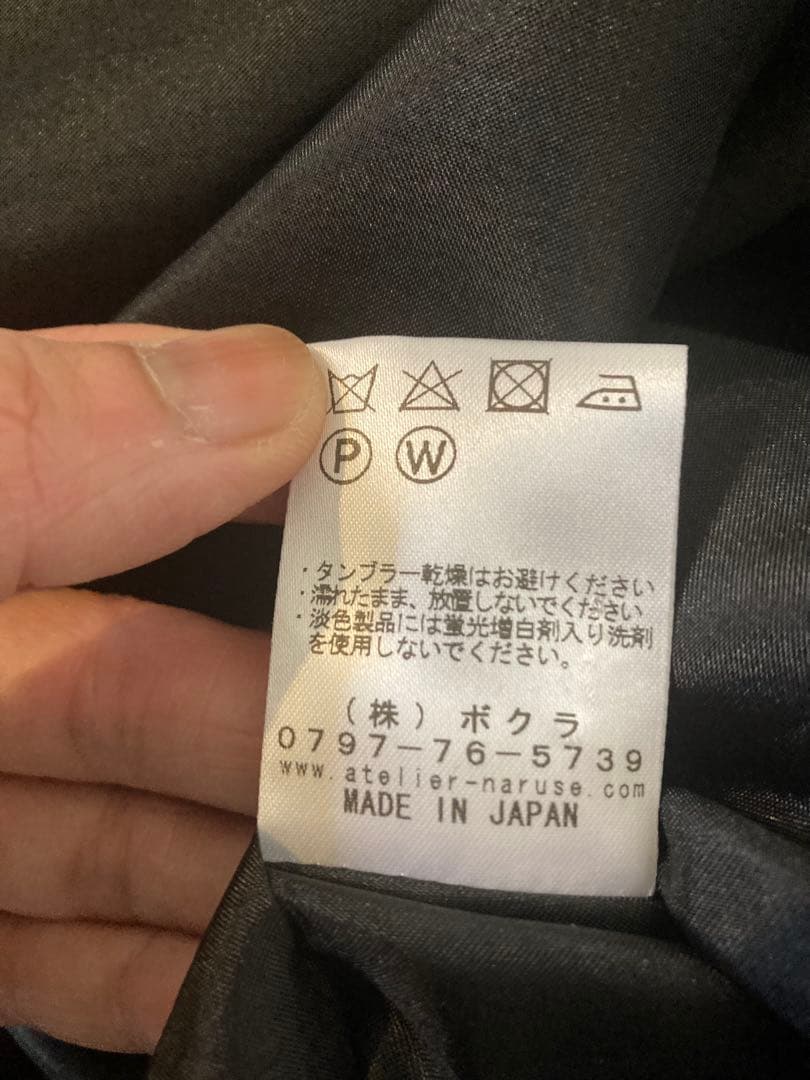 P W
・タンブラー乾燥はお避けください
・濡れたまま、放置しないでください
・淡色製品には蛍光増白剤入り洗剤
を使用しないでください。
（株）ボクラ
0797-76-5739
www.atelier-naruse.com
MADE IN JAPAN